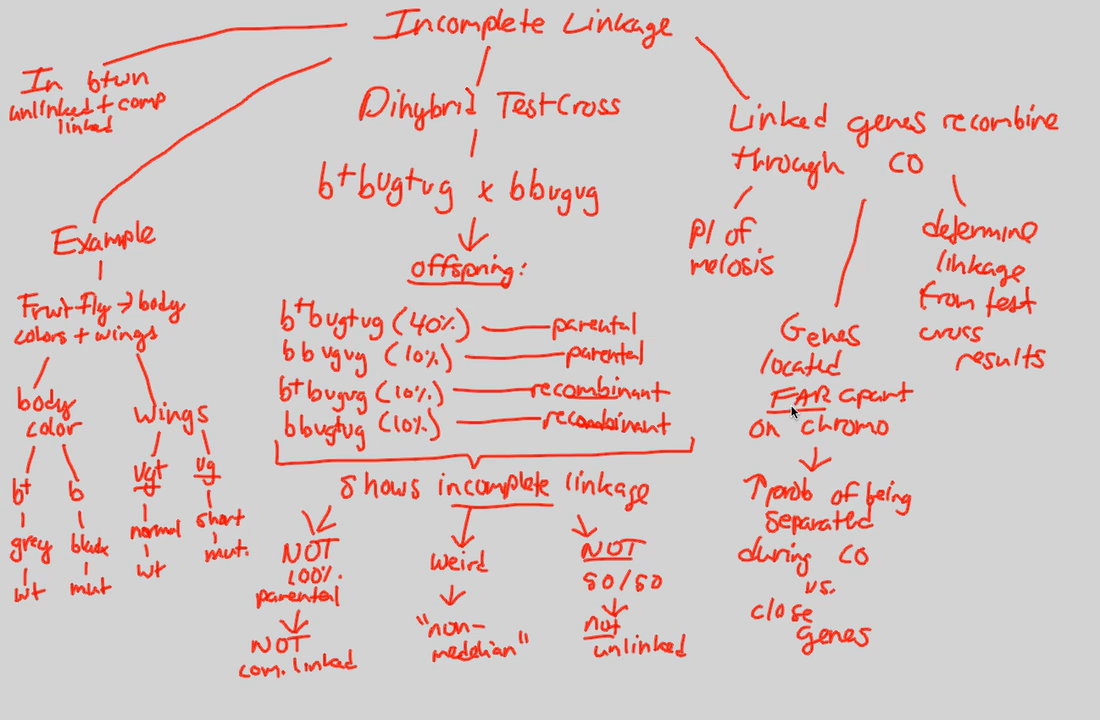 Incomplete Linkage
In btwn
unlinked + comp
linked
Example
Fruit fly → body
colors + wings
body
color
b+
grey
wt
b
black
mut
wings
vg+
normal
wt
vg
short
mut.
Dihybrid TestCross
b+bvg+vg x bbvgvg
offspring:
b+bvg+vg (40%) parental
bbvgvg (10%) parental
b+bvgvg (10%) recombinant
bbvg+vg (10%) recombinant
Shows incomplete linkage
NOT
100%
parental
NOT
com. linked
weird
"non-
medelian"
NOT
50/50
not
unlinked
Linked genes recombine
through CO
PI of
meiosis
Genes
located
FAR apart
on chromo
↑ prob of being
separated
during CO
vs.
close
genes
determine
linkage
from test
cross
results